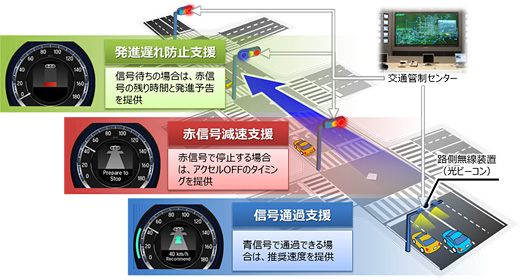 発進遅れ防止支援
信号待ちの場合は、赤信
号の残り時間と発進予告
を提供
赤信号減速支援
赤信号で停止する場合
は、アクセルOFFのタイミン
グを提供
Prepare to
Stop
信号通過支援
青信号で通過できる場
合は、推奨速度を提供
40 km/h
Recommend
交通管制センター
路側無線装置
（光ビーコン）